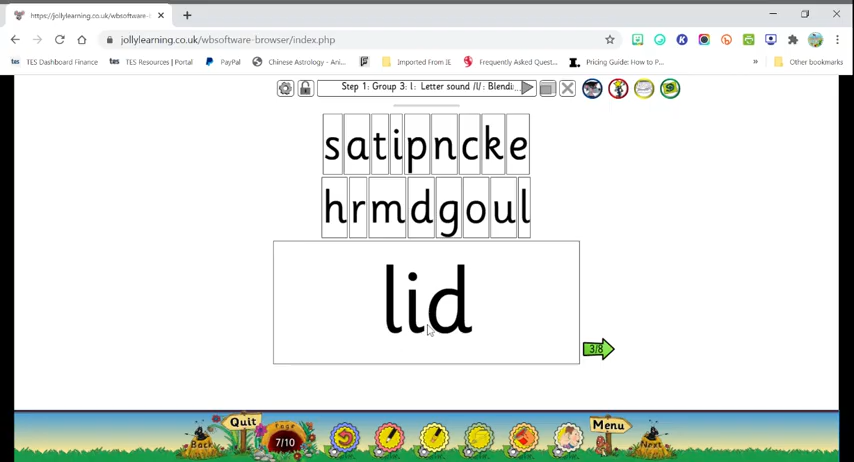 https://jollylearning.co.uk/wbsoftware-b
jollylearning.co.uk/wbsoftware-browser/index.php
TES Dashboard Finance
tes TES Resources | Portal
PayPal
Chinese Astrology - Ani...
Imported From IE
Frequently Asked Quest...
Pricing Guide: How to P...
»
Other bookmarks
Step 1: Group 3: l: Letter sound /l/: Blendi...
s a t i p n c k e
h r m d g o u l
lid
3/8
Back
Quit
Page
7/10
Menu
Next